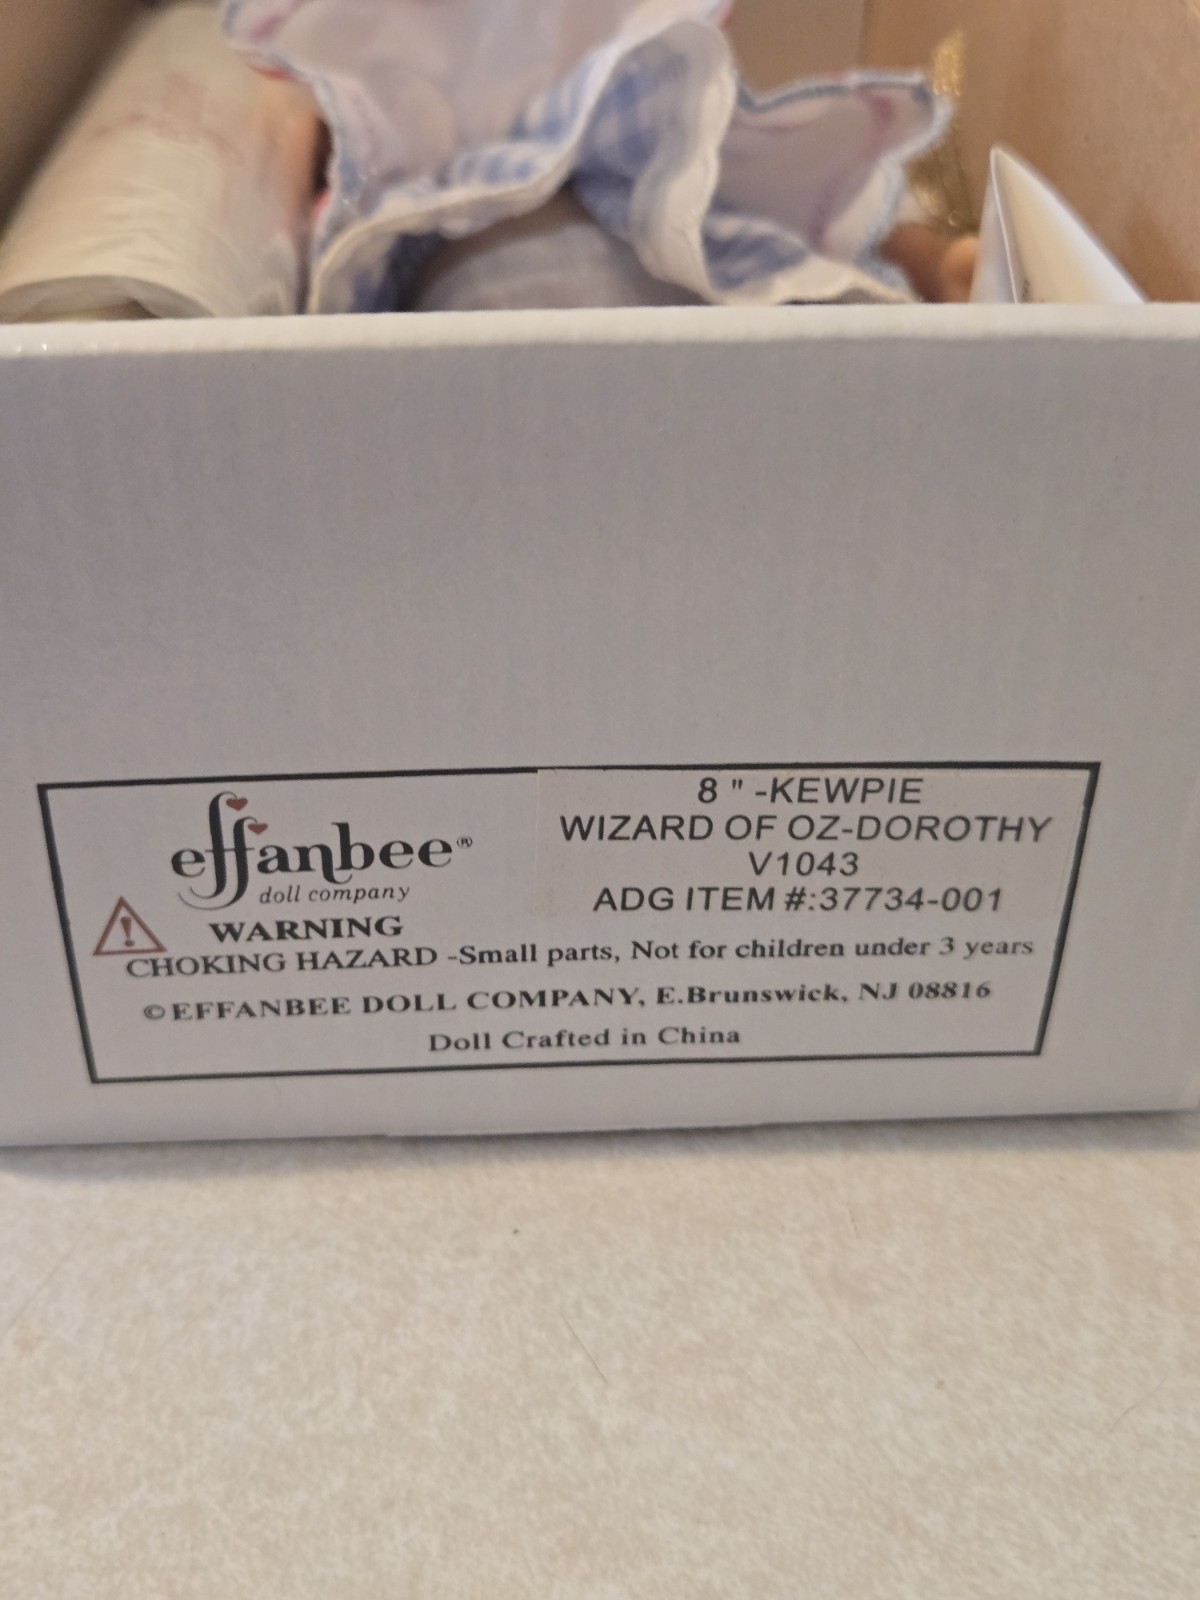 8 " -KEWPIE
WIZARD OF OZ-DOROTHY
V1043
ADG ITEM #:37734-001
effanbee®
doll company
WARNING
CHOKING HAZARD -Small parts, Not for children under 3 years
©EFFANBEE DOLL COMPANY, E.Brunswick, NJ 08816
Doll Crafted in China